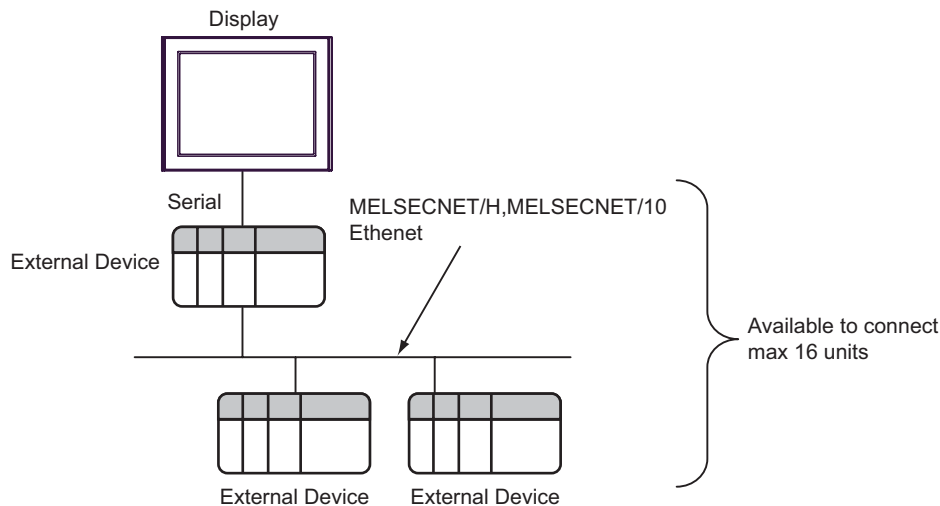 Display
Serial
MELSECNET/H,MELSECNET/10
Ethenet
External Device
Available to connect
max 16 units
External Device
External Device